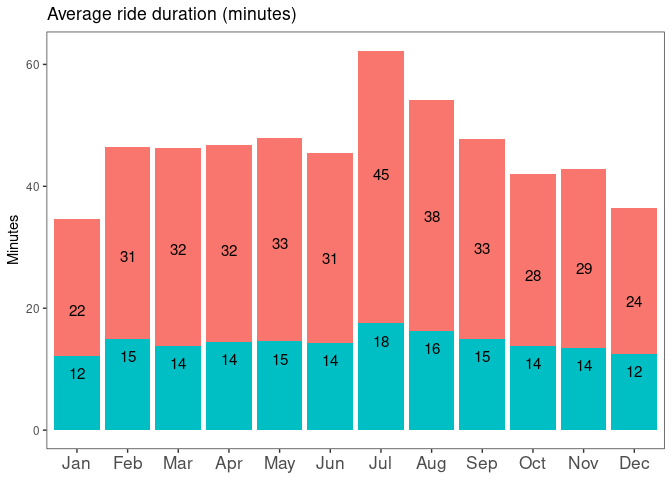 Average ride duration (minutes)
Minutes
60
40
20
0
22 31 32 32 33 31 45 38 33 28 29 24
12 15 14 14 15 14 18 16 15 14 14 12
Jan Feb Mar Apr May Jun Jul Aug Sep Oct Nov Dec